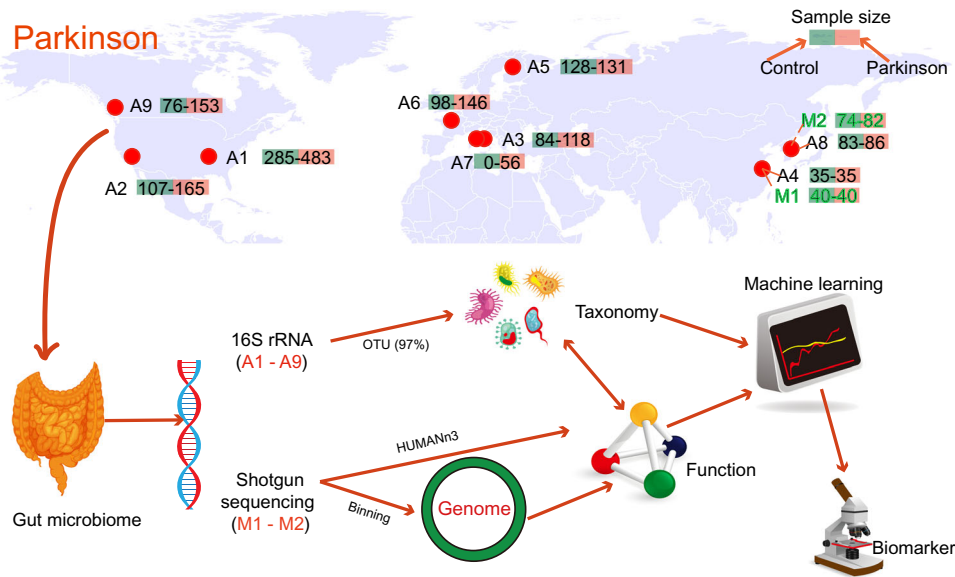 Parkinson
Sample size
Control
Parkinson
A5 128-131
A9 76-153
A6 98-146
M2 74-82
A3 84-118
A8 83-86
A1 285-483
A7 0-56
A4 35-35
A2 107-165
M1 40-40
Machine learning
Taxonomy
16S rRNA
(A1 - A9)
OTU (97%)
HUMANn3
Function
Shotgun
sequencing
(M1 - M2)
Binning
Genome
Gut microbiome
Biomarker